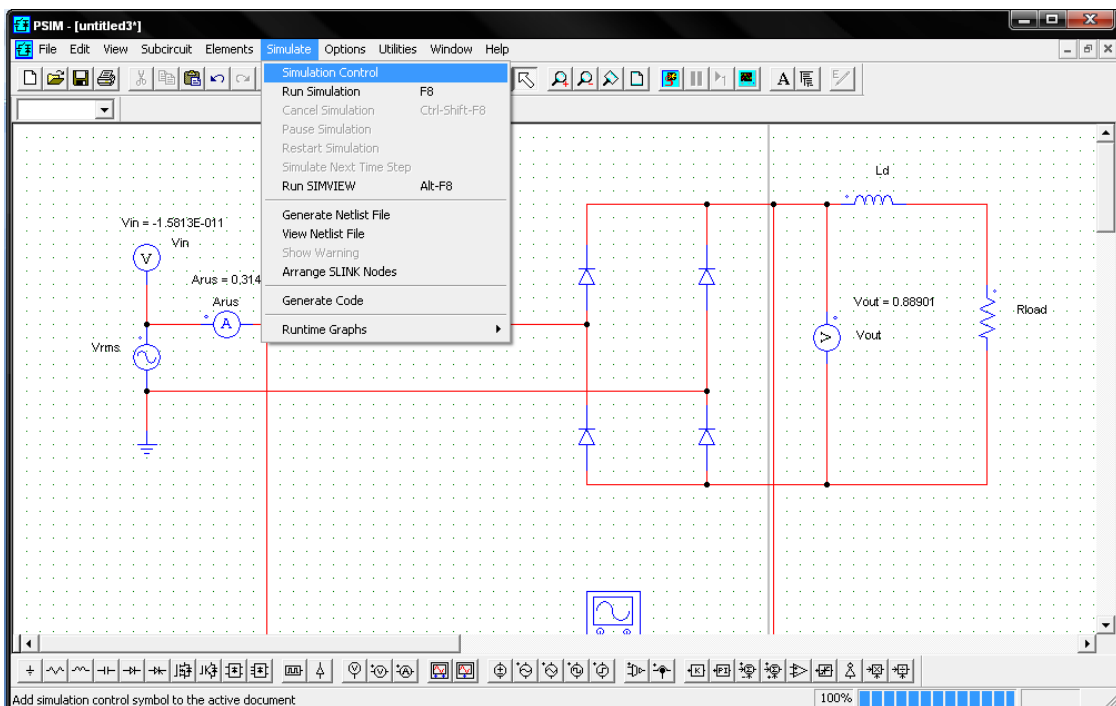 PSIM - [untitled3*]
File Edit View Subcircuit Elements Simulate Options Utilities Window Help
Simulation Control
Run Simulation F8
Cancel Simulation Ctrl-Shift-F8
Pause Simulation
Restart Simulation
Simulate Next Time Step
Run SIMVIEW Alt-F8
Generate Netlist File
View Netlist File
Show Warning
Arrange SLINK Nodes
Generate Code
Runtime Graphs
Ld
Vin = -1.5813E-011
Vin
V
Arus = 0.314
Arus
A
Vrms
Vout = 0.88901
Vout
V
Rload
Add simulation control symbol to the active document
100%